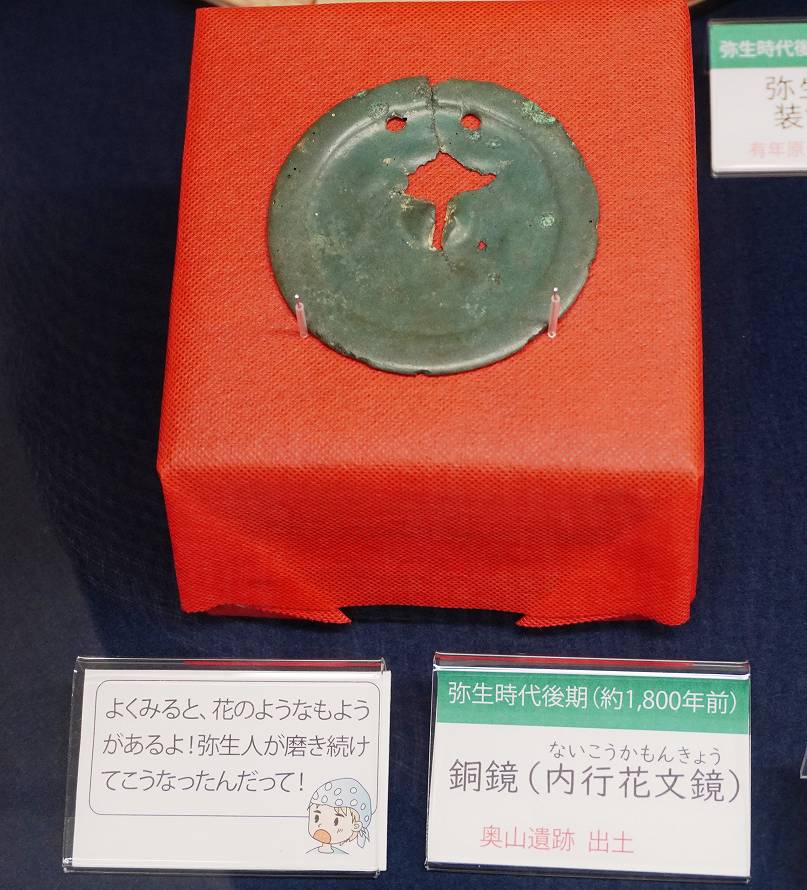 弥生時代後
弥生
装
有年原
よくみると、花のようなもよう
があるよ！弥生人が磨き続け
てこうなったんだって！
弥生時代後期（約1,800年前）
ないこうかもんきょう
銅鏡（内行花文鏡）
奥山遺跡 出土